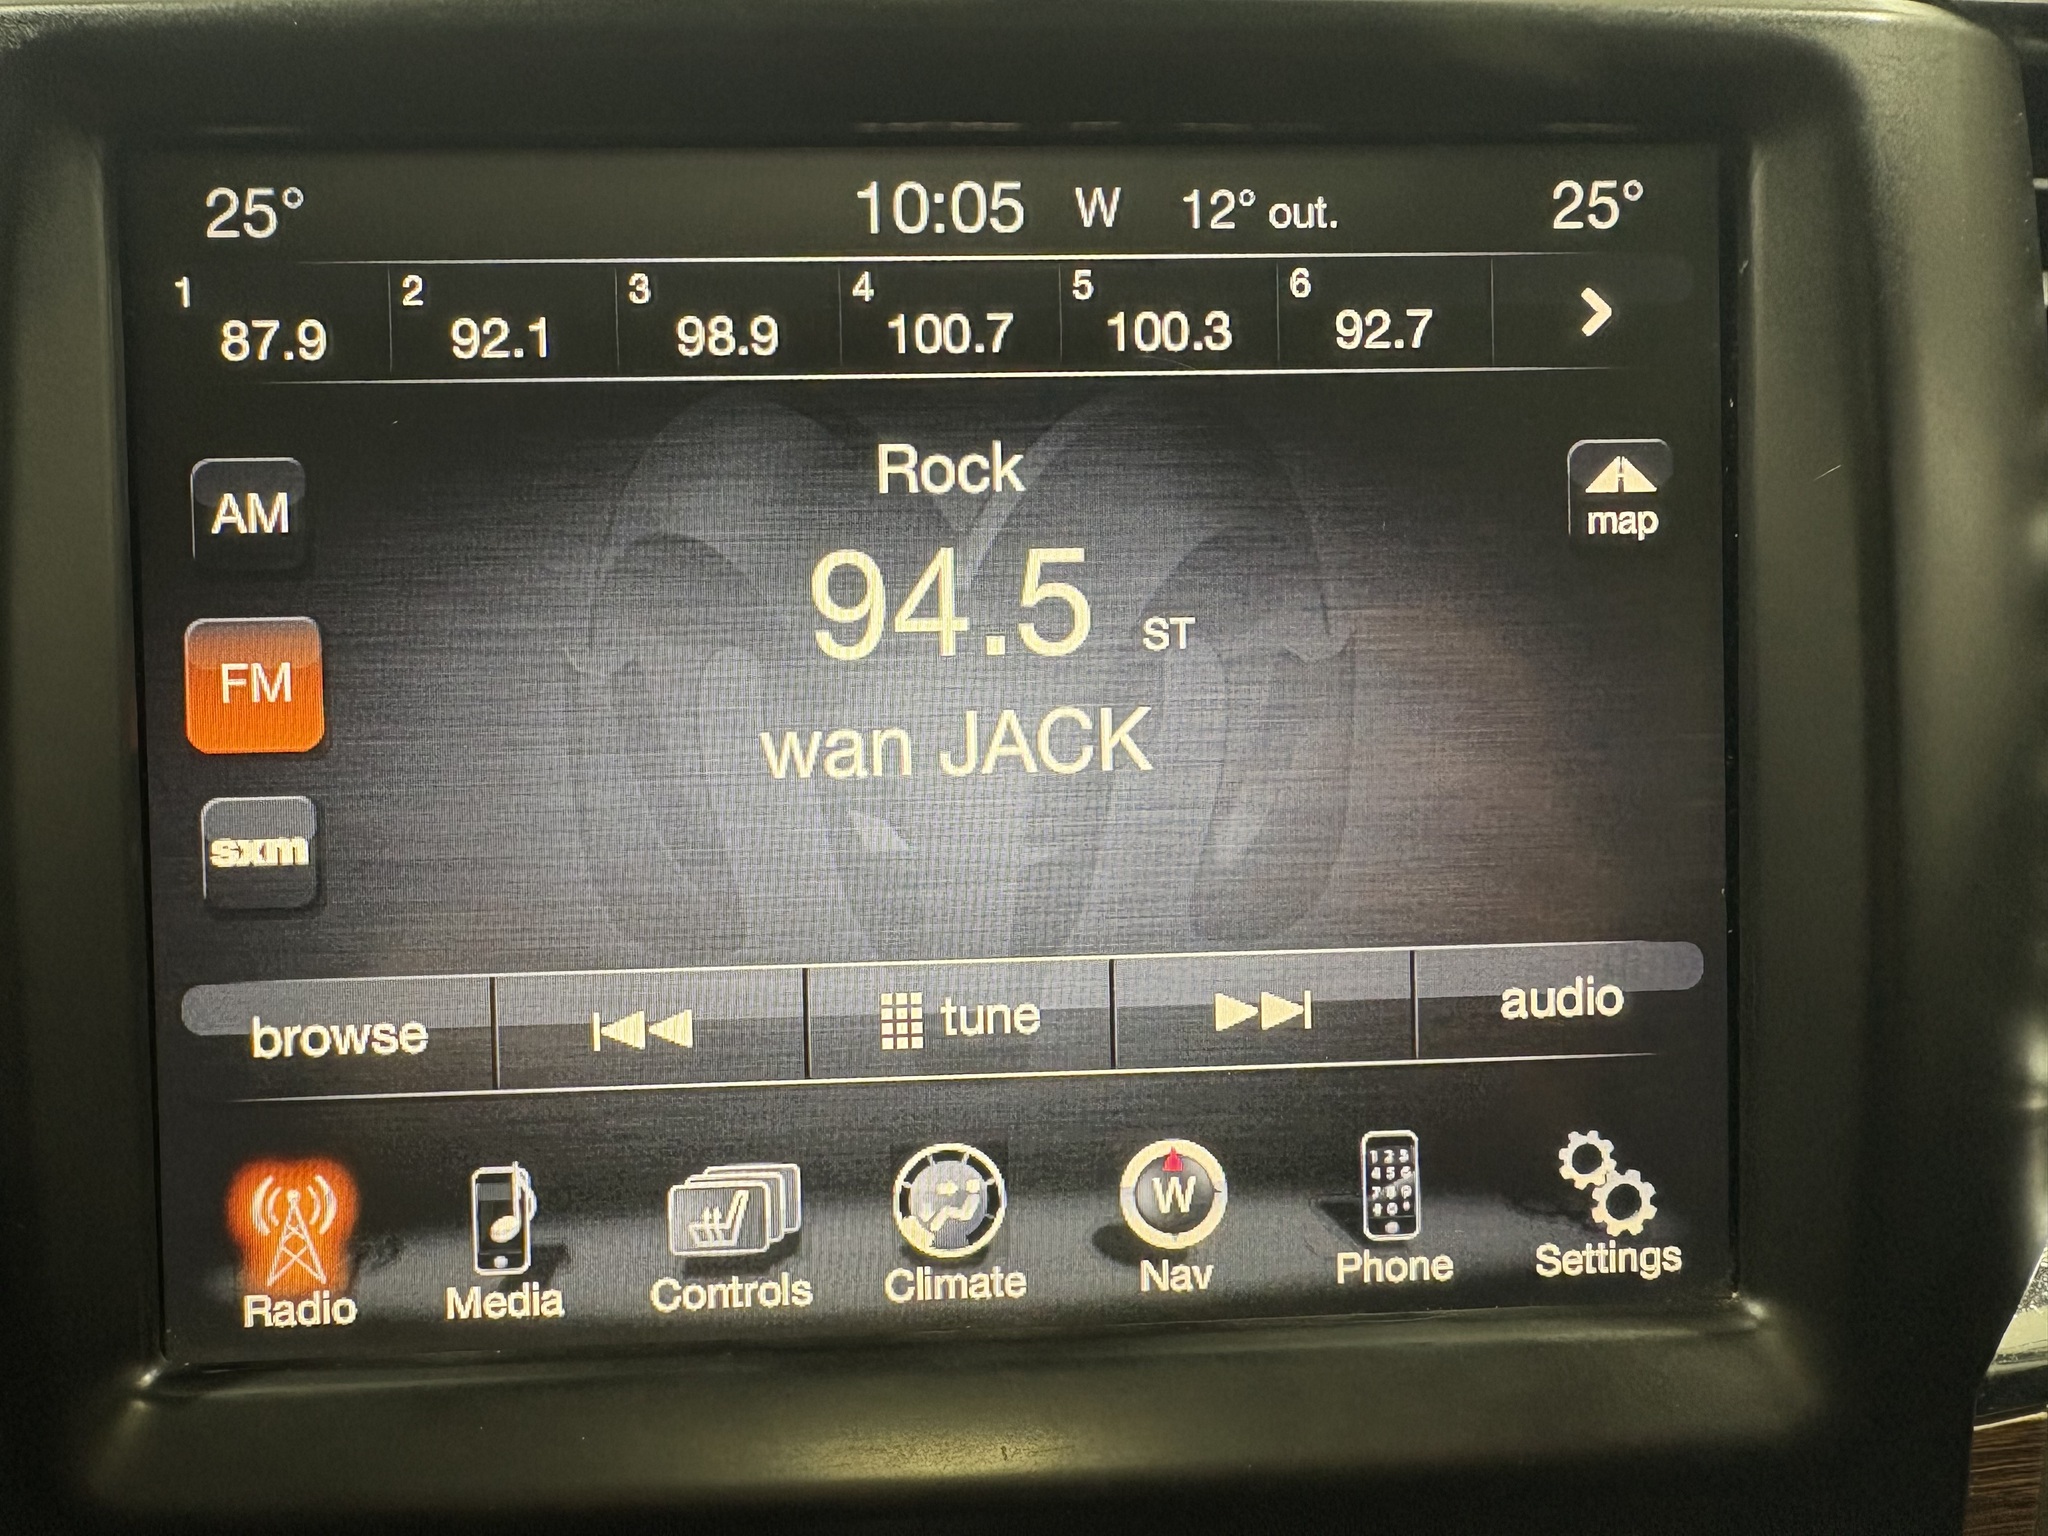 25° 10:05 W 12° out. 25°
1 2 3 4 5 6
87.9 92.1 98.9 100.7 100.3 92.7
Rock
AM
map
94.5 ST
FM
wan JACK
sxm
browse tune audio
W
Radio Media Controls Climate Nav Phone Settings